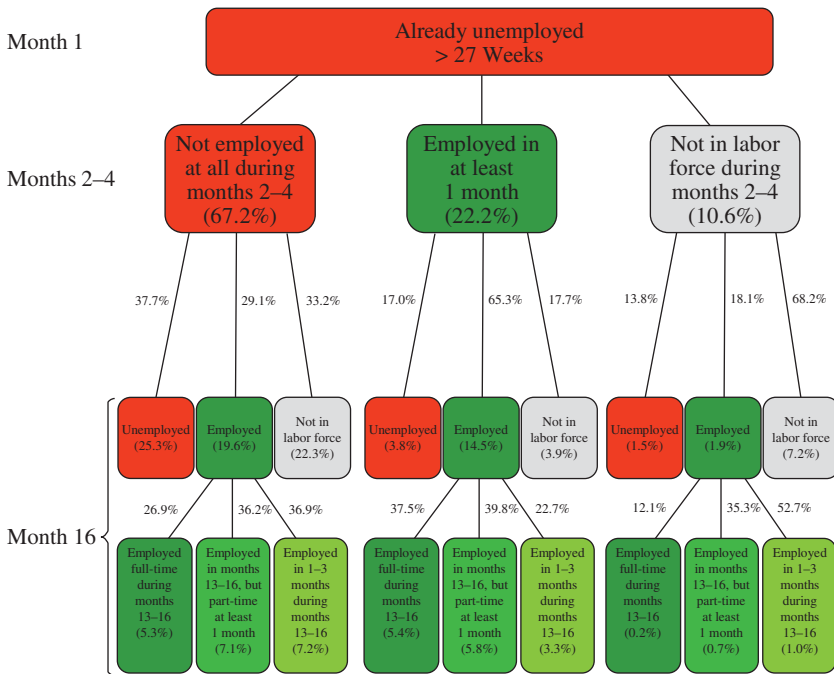 Month 1
Already unemployed
> 27 Weeks
Months 2–4
Not employed
at all during
months 2–4
(67.2%)
Employed in
at least
1 month
(22.2%)
Not in labor
force during
months 2–4
(10.6%)
37.7%
29.1%
33.2%
17.0%
65.3%
17.7%
13.8%
18.1%
68.2%
Month 16
Unemployed
(25.3%)
Employed
(19.6%)
Not in
labor force
(22.3%)
Unemployed
(3.8%)
Employed
(14.5%)
Not in
labor force
(3.9%)
Unemployed
(1.5%)
Employed
(1.9%)
Not in
labor force
(7.2%)
26.9%
36.2%
36.9%
37.5%
39.8%
22.7%
12.1%
35.3%
52.7%
Employed
full-time
during
months
13–16
(5.3%)
Employed
in months
13–16, but
part-time
at least
1 month
(7.1%)
Employed
in 1–3
months
during
months
13–16
(7.2%)
Employed
full-time
during
months
13–16
(5.4%)
Employed
in months
13–16, but
part-time
at least
1 month
(5.8%)
Employed
in 1–3
months
during
months
13–16
(3.3%)
Employed
full-time
during
months
13–16
(0.2%)
Employed
in months
13–16, but
part-time
at least
1 month
(0.7%)
Employed
in 1–3
months
during
months
13–16
(1.0%)